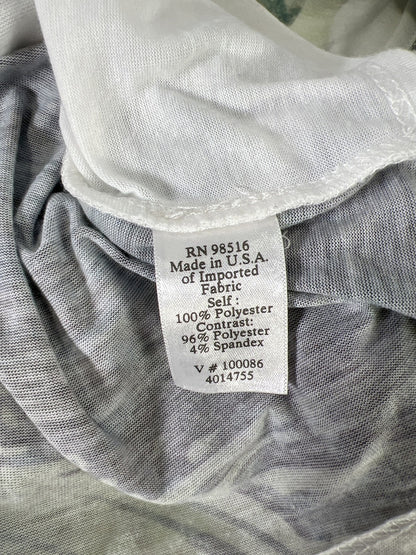 RN 98516
Made in U.S.A.
of Imported
Fabric
Self :
100% Polyester
Contrast:
96% Polyester
4% Spandex
V # 100086
4014755